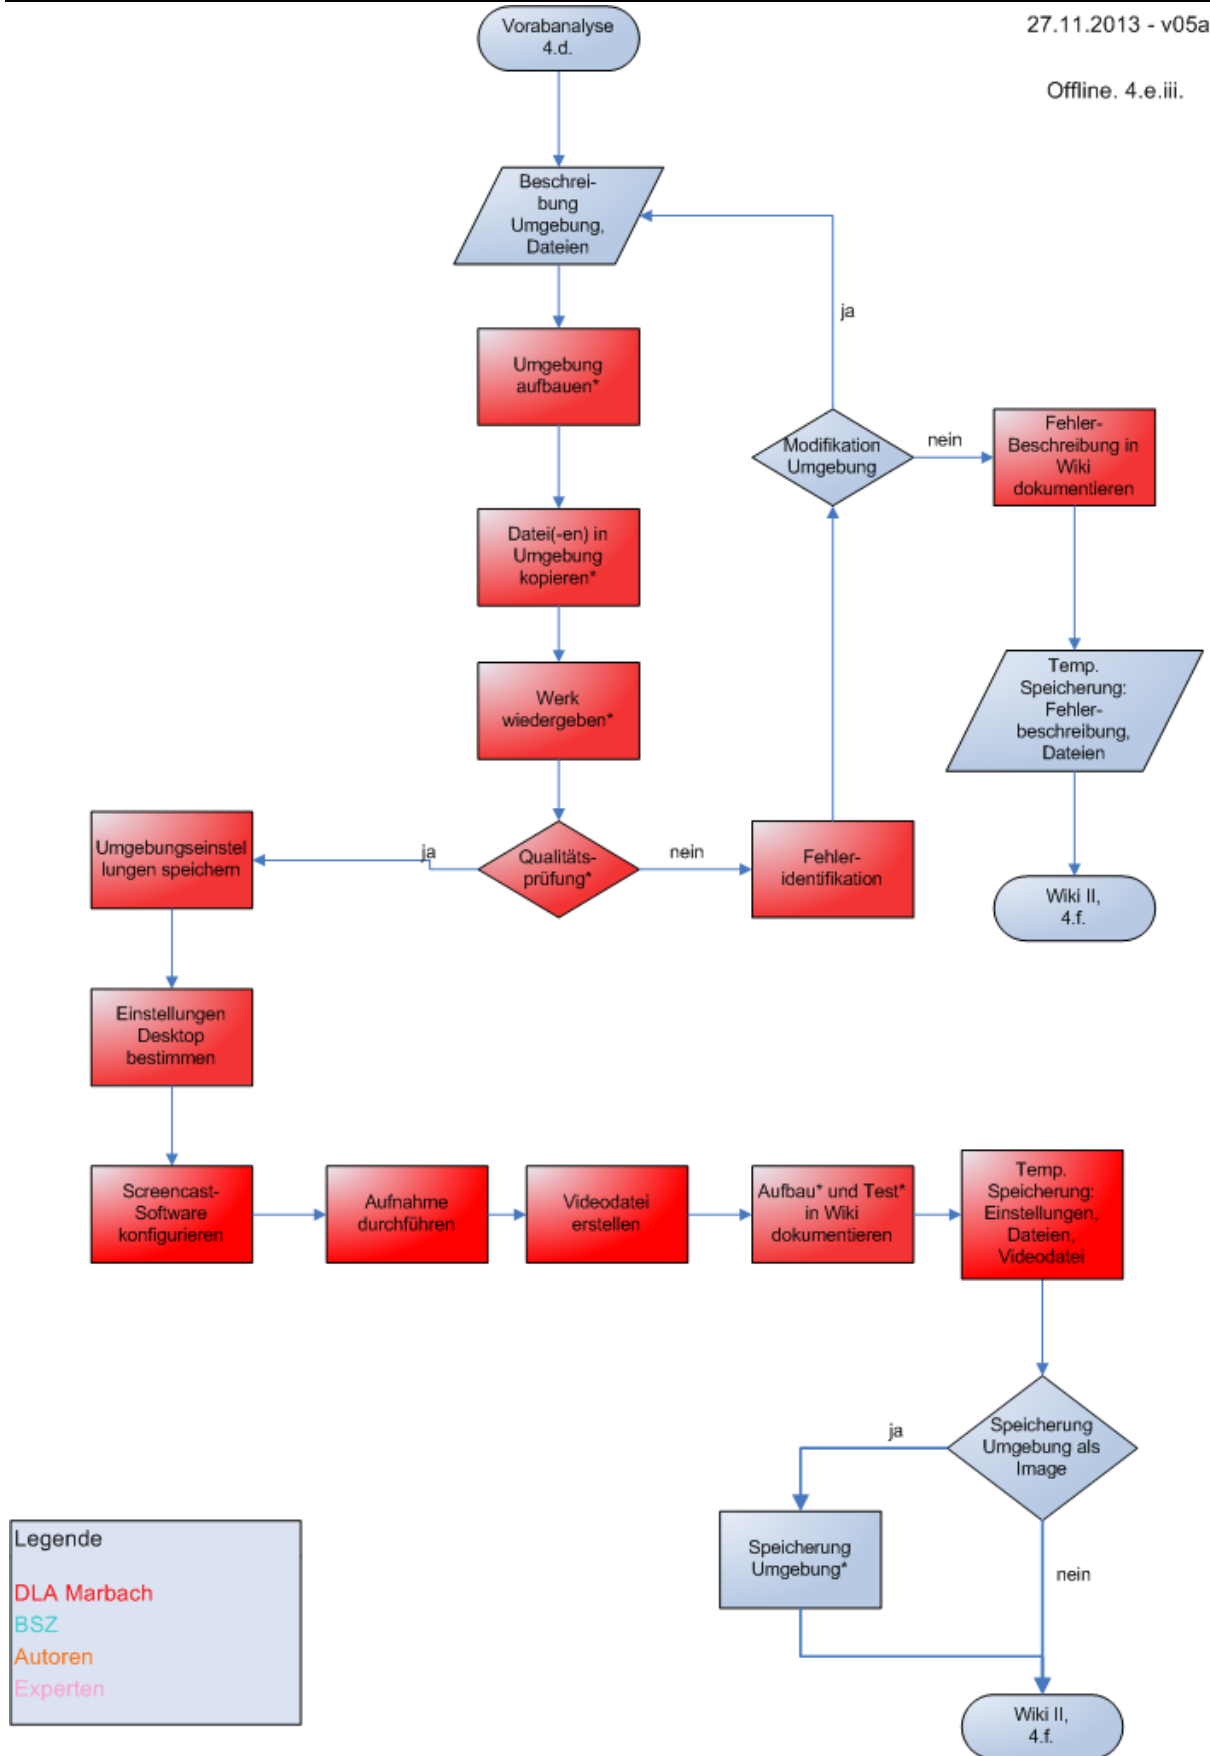 27.11.2013 - v05a
Offline. 4.e.iii.
Vorabanalyse
4.d.
Beschrei-
bung
Umgebung,
Dateien
ja
Umgebung
aufbauen*
Modifikation
Umgebung
nein
Fehler-
Beschreibung in
Wiki
dokumentieren
Datei(-en) in
Umgebung
kopieren*
Temp.
Speicherung:
Fehler-
beschreibung,
Dateien
Werk
wiedergeben*
Umgebungseinstel
lungen speichern
ja
Qualitäts-
prüfung*
nein
Fehler-
identifikation
Wiki II,
4.f.
Einstellungen
Desktop
bestimmen
Screencast-
Software
konfigurieren
Aufnahme
durchführen
Videodatei
erstellen
Aufbau* und Test*
in Wiki
dokumentieren
Temp.
Speicherung:
Einstellungen,
Dateien,
Videodatei
Speicherung
Umgebung als
Image
ja
Speicherung
Umgebung*
nein
Wiki II,
4.f.
Legende
DLA Marbach
BSZ
Autoren
Experten